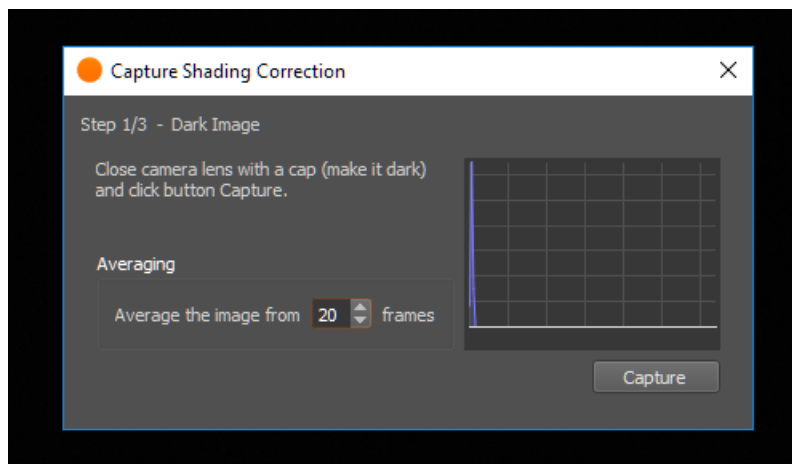 Capture Shading Correction
Step 1/3 - Dark Image
Close camera lens with a cap (make it dark)
and click button Capture.
Averaging
Average the image from 20 frames
Capture